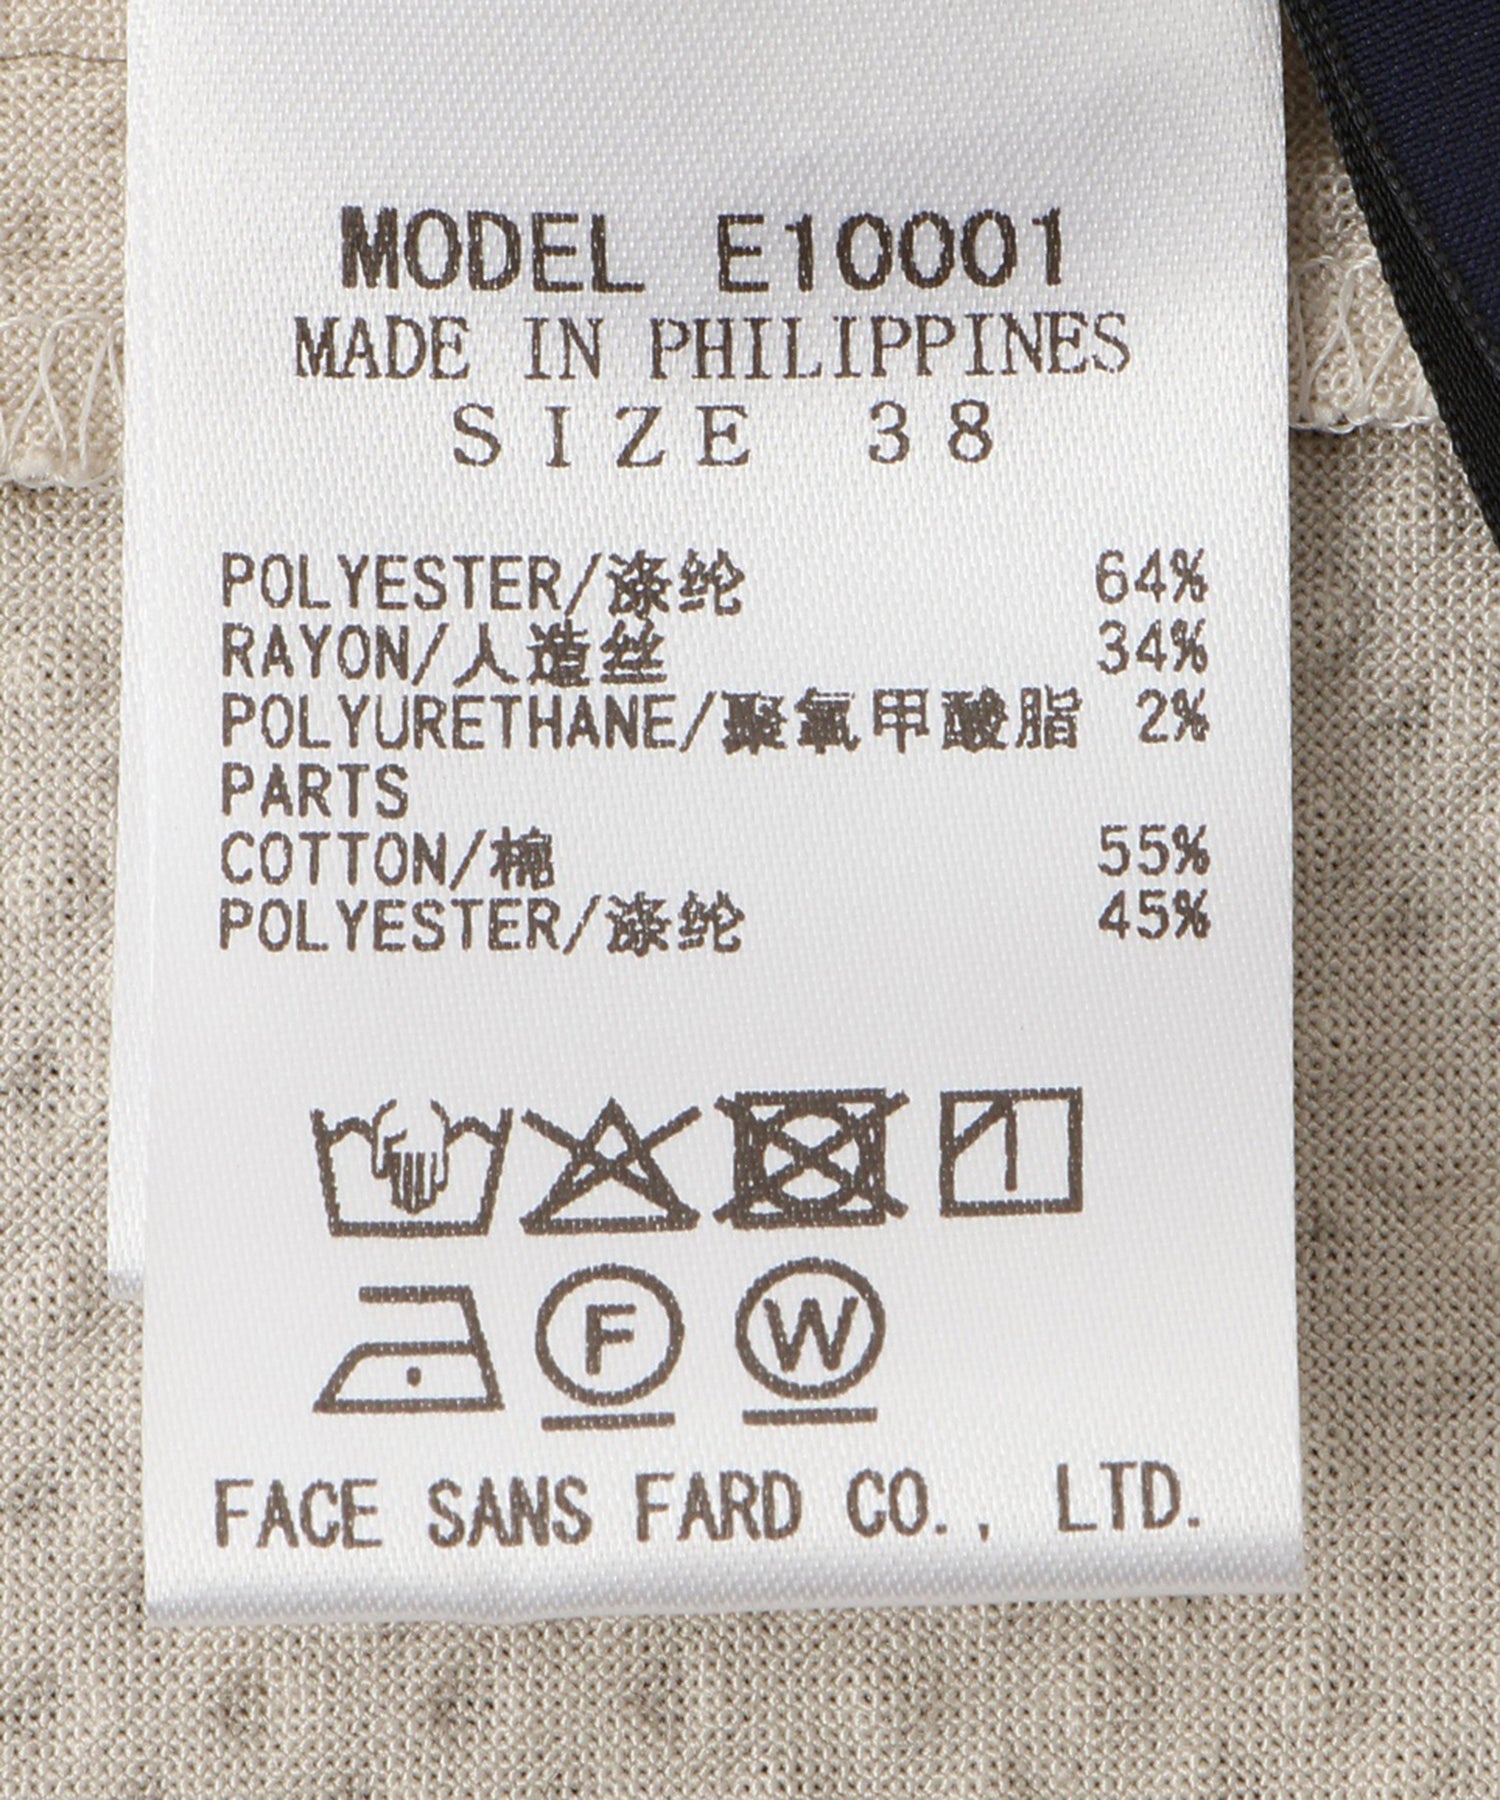 MODEL E10001
MADE IN PHILIPPINES
SIZE 38
POLYESTER/涤纶 64%
RAYON/人造丝 34%
POLYURETHANE/聚氧甲酸脂 2%
PARTS
COTTON/棉 55%
POLYESTER/涤纶 45%
F
W
FACE SANS FARD CO., LTD.